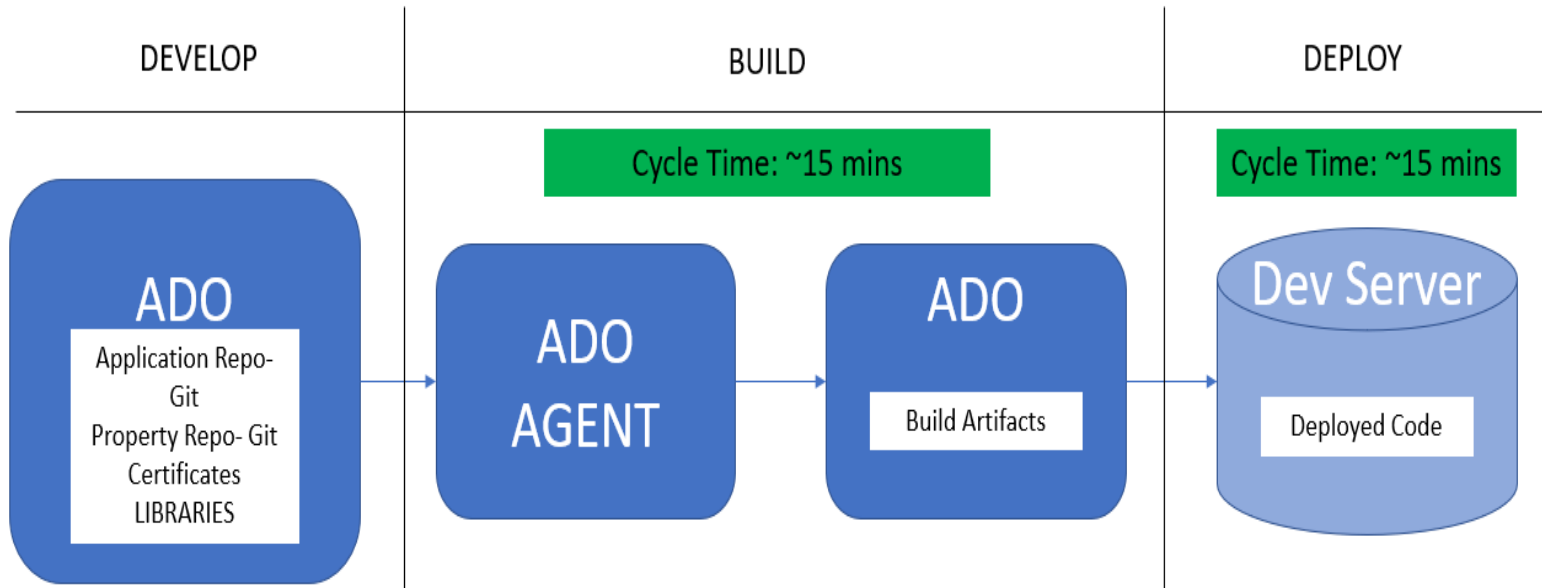 DEVELOP
BUILD
DEPLOY
Cycle Time: ~15 mins
Cycle Time: ~15 mins
ADO
Application Repo-
Git
Property Repo- Git
Certificates
LIBRARIES
ADO
AGENT
ADO
Build Artifacts
Dev Server
Deployed Code